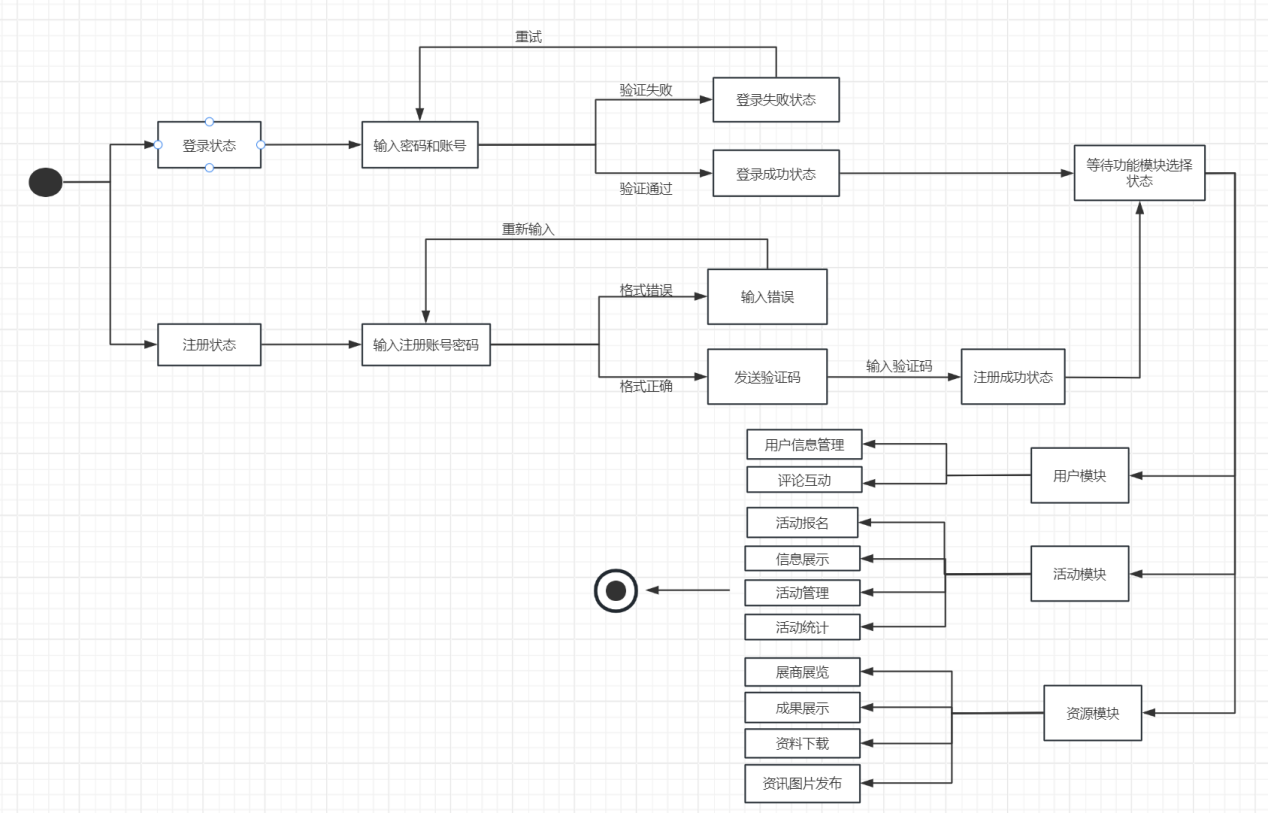 重试
验证失败
登录失败状态
登录状态
输入密码和账号
登录成功状态
验证通过
等待功能模块选择
状态
重新输入
格式错误
输入错误
注册状态
输入注册账号密码
格式正确
发送验证码
输入验证码
注册成功状态
用户信息管理
评论互动
用户模块
活动报名
信息展示
活动管理
活动统计
活动模块
展商展览
成果展示
资料下载
资讯图片发布
资源模块